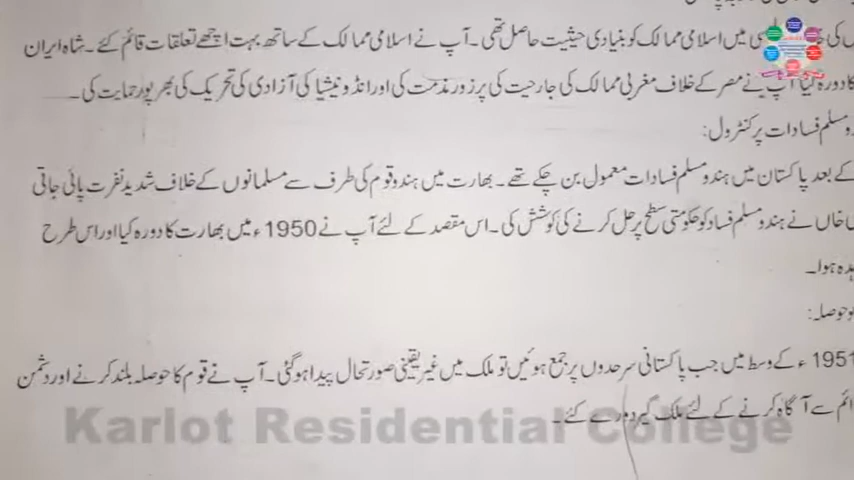 میں اسلامی ممالک کو بنیادی حیثیت حاصل تھی۔ آپ نے اسلامی ممالک کے ساتھ بہت اچھے تعلقات قائم کئے۔ شاہ ایران
کا دورہ کیا آپ نے مصر کے خلاف مغربی ممالک کی جارحیت کی پرزور مذمت کی اور انڈونیشیا کی آزادی کی تحریک کی بھرپور حمایت کی۔
مسلم فسادات پر کنٹرول:
کے بعد پاکستان میں ہندو مسلم فسادات معمول بن چکے تھے۔ بھارت میں ہندو قوم کی طرف سے مسلمانوں کے خلاف شدید نفرت پائی جاتی
خاں نے ہندو مسلم فساد کو حکومتی سطح پر حل کرنے کی کوشش کی۔ اس مقصد کے لئے آپ نے 1950ء میں بھارت کا دورہ کیا اور اس طرح
ہدہ ہوا۔
حوصلہ:
1951ء کے وسط میں جب پاکستانی سرحدوں پر جمع ہوئیں تو ملک میں غیر یقینی صورتحال پیدا ہوگئی۔ آپ نے قوم کا حوصلہ بلند کرنے اور دشمن
ائم سے آگاہ کرنے کے لئے ملک گیر دورے کئے۔
Karlot Residential College